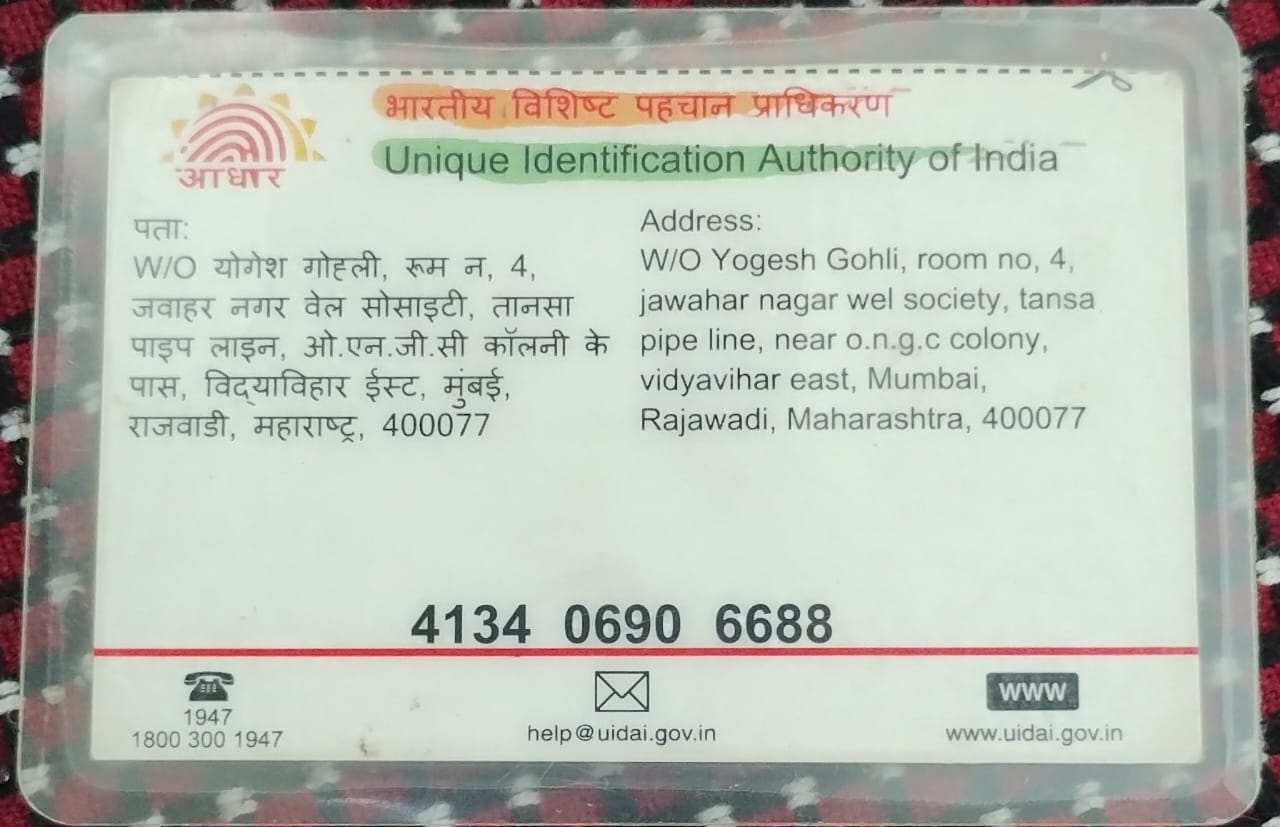 भारतीय विशिष्ट पहचान प्राधिकरण
Unique Identification Authority of India
आधार
पता:
W/O योगेश गोहली, रूम न, 4,
जवाहर नगर वेल सोसाइटी, तानसा
पाइप लाइन, ओ.एन.जी.सी कॉलनी के
पास, विद्याविहार ईस्ट, मुंबई,
राजवाडी, महाराष्ट्र, 400077
Address:
W/O Yogesh Gohli, room no, 4,
jawahar nagar wel society, tansa
pipe line, near o.n.g.c colony,
vidyavihar east, Mumbai,
Rajawadi, Maharashtra, 400077
4134 0690 6688
1947
1800 300 1947
help@uidai.gov.in
www
www.uidai.gov.in